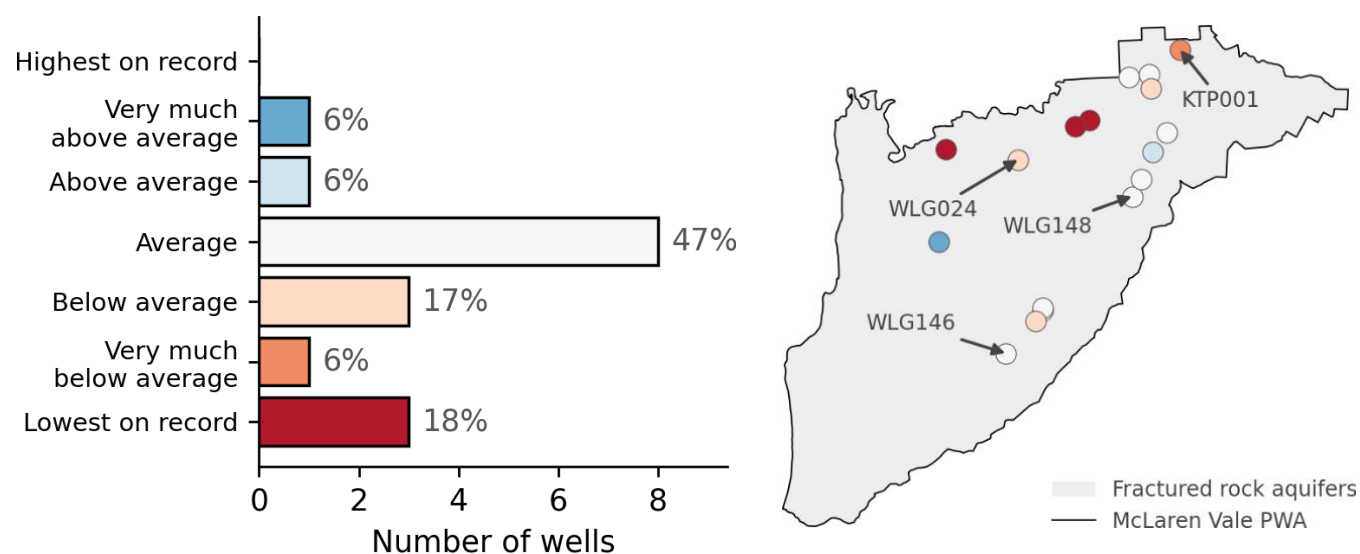 Highest on record
Very much
above average
6%
Above average
6%
Average
47%
Below average
17%
Very much
below average
6%
Lowest on record
18%
0 2 4 6 8
Number of wells
KTP001
WLG024
WLG148
WLG146
Fractured rock aquifers
McLaren Vale PWA